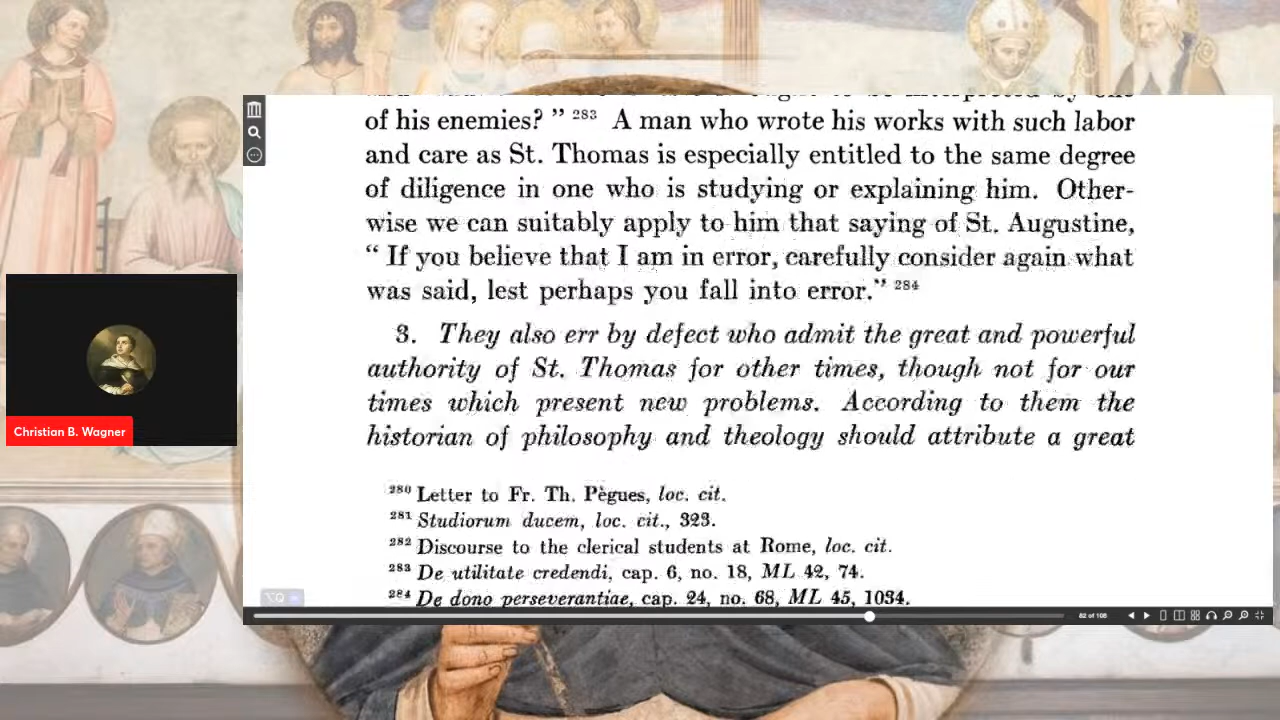 of his enemies? ” 283 A man who wrote his works with such labor
and care as St. Thomas is especially entitled to the same degree
of diligence in one who is studying or explaining him. Other-
wise we can suitably apply to him that saying of St. Augustine,
“ If you believe that I am in error, carefully consider again what
was said, lest perhaps you fall into error.” 284
3. They also err by defect who admit the great and powerful
authority of St. Thomas for other times, though not for our
times which present new problems. According to them the
historian of philosophy and theology should attribute a great
280 Letter to Fr. Th. Pègues, loc. cit.
281 Studiorum ducem, loc. cit., 323.
282 Discourse to the clerical students at Rome, loc. cit.
283 De utilitate credendi, cap. 6, no. 18, ML 42, 74.
284 De dono perseverantiae, cap. 24, no. 68, ML 45, 1034.
Christian B. Wagner
82 of 108